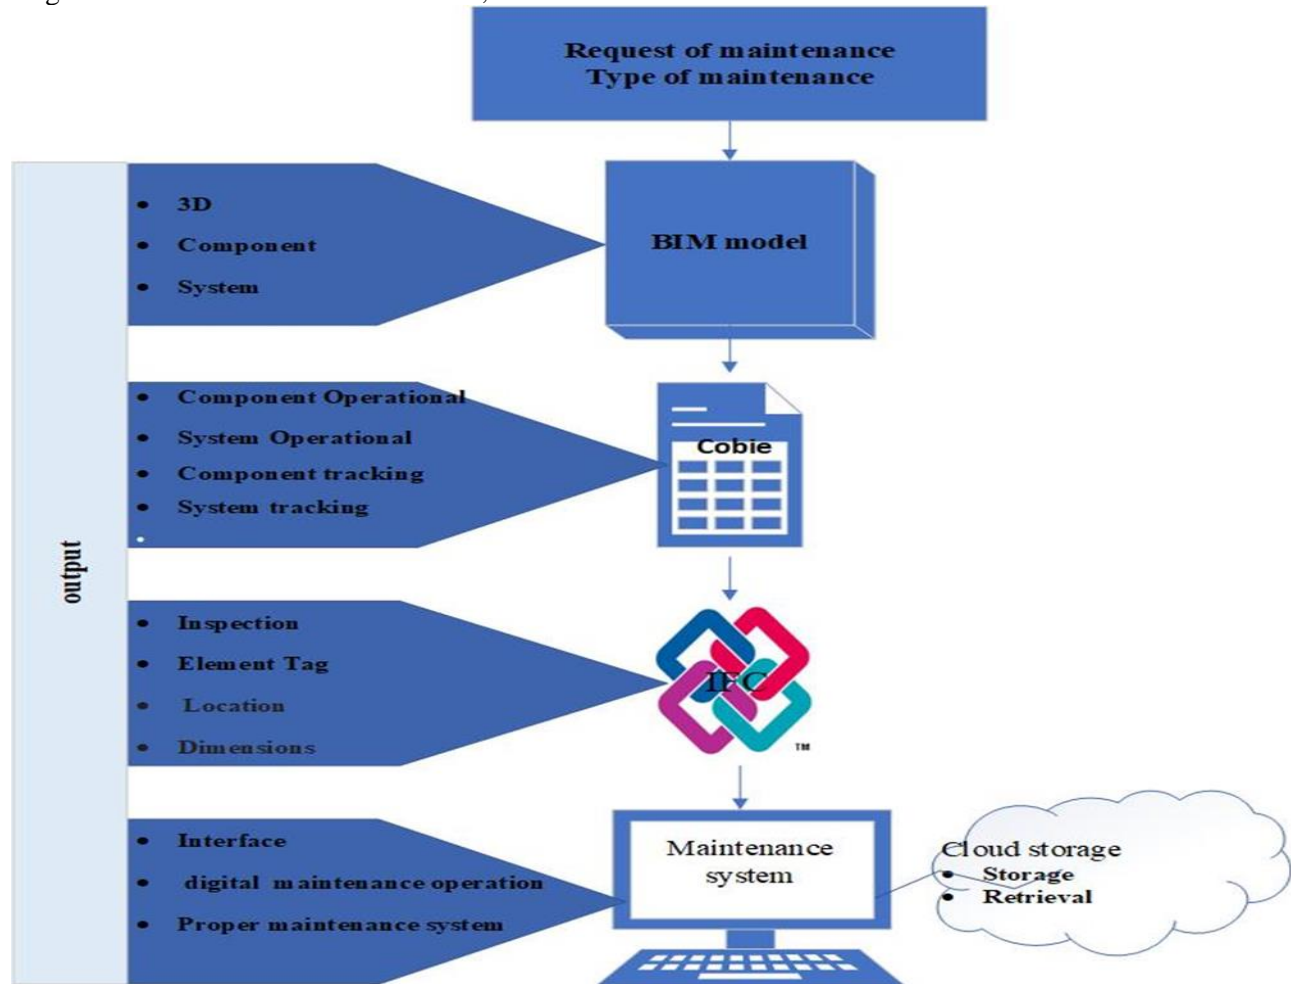 Request of maintenance
Type of maintenance
• 3D
• Component
• System
BIM model
• Component Operational
• System Operational
• Component tracking
• System tracking
•
Cobie
output
• Inspection
• Element Tag
• Location
• Dimensions
IFC
TM
• Interface
• digital maintenance operation
• Proper maintenance system
Maintenance
system
Cloud storage
• Storage
• Retrieval